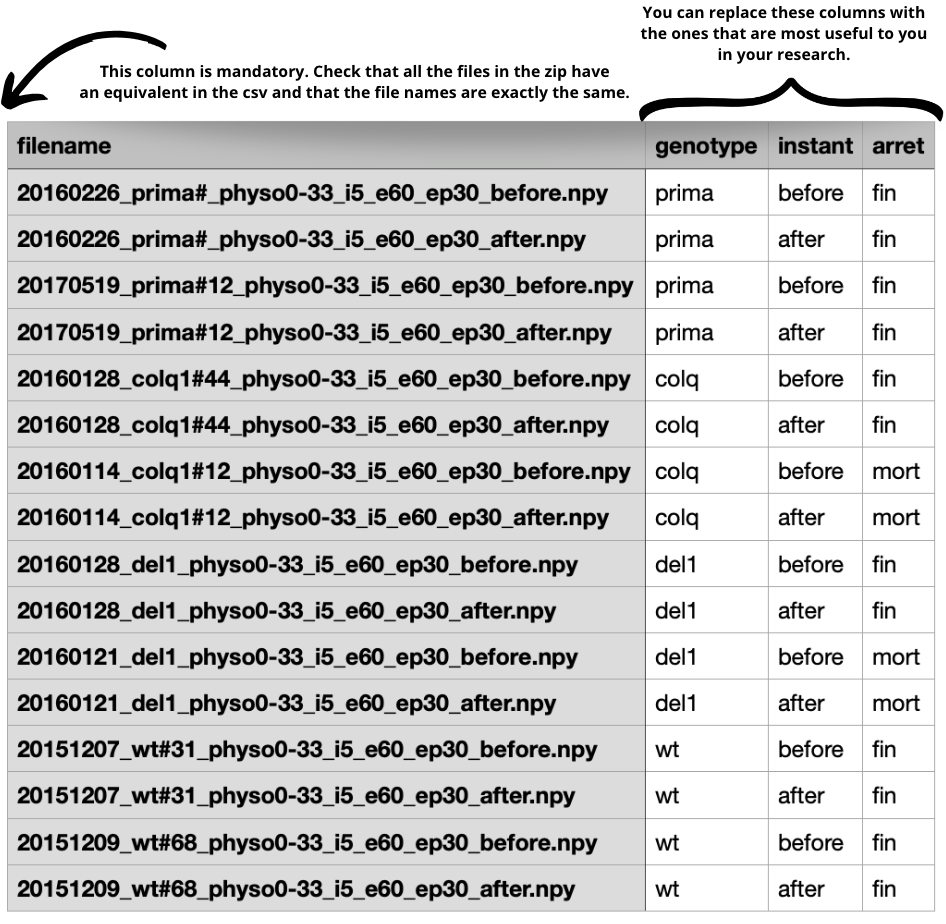 You can replace these columns with
the ones that are most useful to you
in your research.
This column is mandatory. Check that all the files in the zip have
an equivalent in the csv and that the file names are exactly the same.
filename genotype instant arret
20160226_prima#_physo0-33_i5_e60_ep30_before.npy prima before fin
20160226_prima#_physo0-33_i5_e60_ep30_after.npy prima after fin
20170519_prima#12_physo0-33_i5_e60_ep30_before.npy prima before fin
20170519_prima#12_physo0-33_i5_e60_ep30_after.npy prima after fin
20160128_colq1#44_physo0-33_i5_e60_ep30_before.npy colq before fin
20160128_colq1#44_physo0-33_i5_e60_ep30_after.npy colq after fin
20160114_colq1#12_physo0-33_i5_e60_ep30_before.npy colq before mort
20160114_colq1#12_physo0-33_i5_e60_ep30_after.npy colq after mort
20160128_del1_physo0-33_i5_e60_ep30_before.npy del1 before fin
20160128_del1_physo0-33_i5_e60_ep30_after.npy del1 after fin
20160121_del1_physo0-33_i5_e60_ep30_before.npy del1 before mort
20160121_del1_physo0-33_i5_e60_ep30_after.npy del1 after mort
20151207_wt#31_physo0-33_i5_e60_ep30_before.npy wt before fin
20151207_wt#31_physo0-33_i5_e60_ep30_after.npy wt after fin
20151209_wt#68_physo0-33_i5_e60_ep30_before.npy wt before fin
20151209_wt#68_physo0-33_i5_e60_ep30_after.npy wt after fin